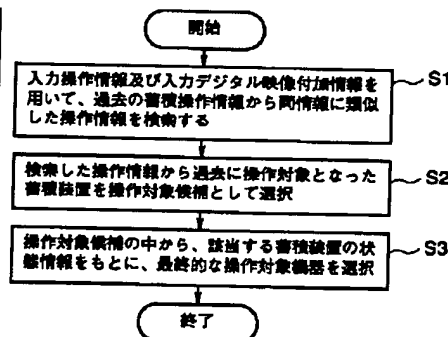 開始
入力操作情報及び入力デジタル映像付加情報を
用いて、過去の蓄積操作情報から同情報に類似
した操作情報を検索する
S1
検索した操作情報から過去に操作対象となった
蓄積装置を操作対象候補として選択
S2
操作対象候補の中から、該当する蓄積装置の状
態情報をもとに、最終的な操作対象機器を選択
S3
終了